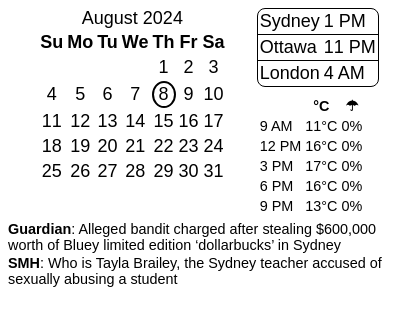 August 2024
Su Mo Tu We Th Fr Sa
1 2 3
4 5 6 7 8 9 10
11 12 13 14 15 16 17
18 19 20 21 22 23 24
25 26 27 28 29 30 31
Sydney 1 PM
Ottawa 11 PM
London 4 AM
°C ☂
9 AM 11°C 0%
12 PM 16°C 0%
3 PM 17°C 0%
6 PM 16°C 0%
9 PM 13°C 0%
Guardian: Alleged bandit charged after stealing $600,000
worth of Bluey limited edition ‘dollarbucks’ in Sydney
SMH: Who is Tayla Brailey, the Sydney teacher accused of
sexually abusing a student